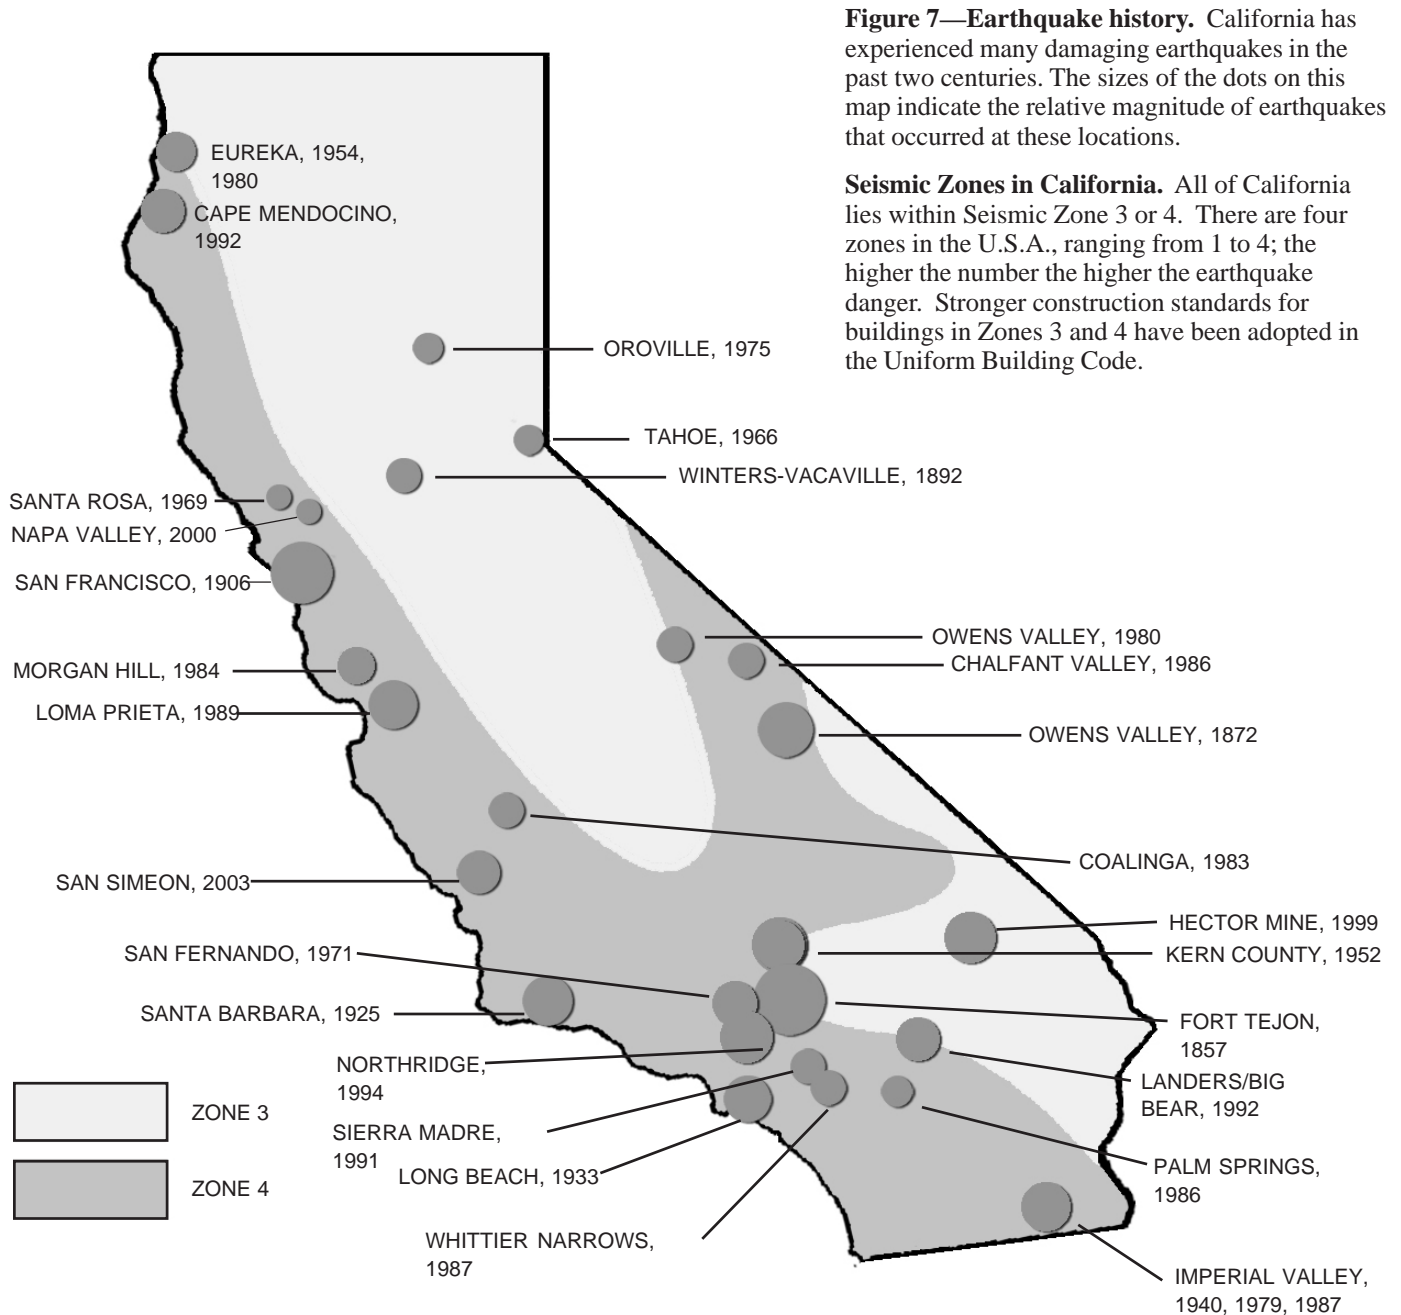 Figure 7—Earthquake history. California has
experienced many damaging earthquakes in the
past two centuries. The sizes of the dots on this
map indicate the relative magnitude of earthquakes
that occurred at these locations.
Seismic Zones in California. All of California
lies within Seismic Zone 3 or 4. There are four
zones in the U.S.A., ranging from 1 to 4; the
higher the number the higher the earthquake
danger. Stronger construction standards for
buildings in Zones 3 and 4 have been adopted in
the Uniform Building Code.
EUREKA, 1954,
1980
CAPE MENDOCINO,
1992
OROVILLE, 1975
TAHOE, 1966
WINTERS-VACAVILLE, 1892
SANTA ROSA, 1969
NAPA VALLEY, 2000
SAN FRANCISCO, 1906
OWENS VALLEY, 1980
CHALFANT VALLEY, 1986
MORGAN HILL, 1984
LOMA PRIETA, 1989
OWENS VALLEY, 1872
COALINGA, 1983
SAN SIMEON, 2003
HECTOR MINE, 1999
KERN COUNTY, 1952
SAN FERNANDO, 1971
SANTA BARBARA, 1925
FORT TEJON,
1857
NORTHRIDGE,
1994
LANDERS/BIG
BEAR, 1992
ZONE 3
SIERRA MADRE,
1991
LONG BEACH, 1933
PALM SPRINGS,
1986
ZONE 4
WHITTIER NARROWS,
1987
IMPERIAL VALLEY,
1940, 1979, 1987